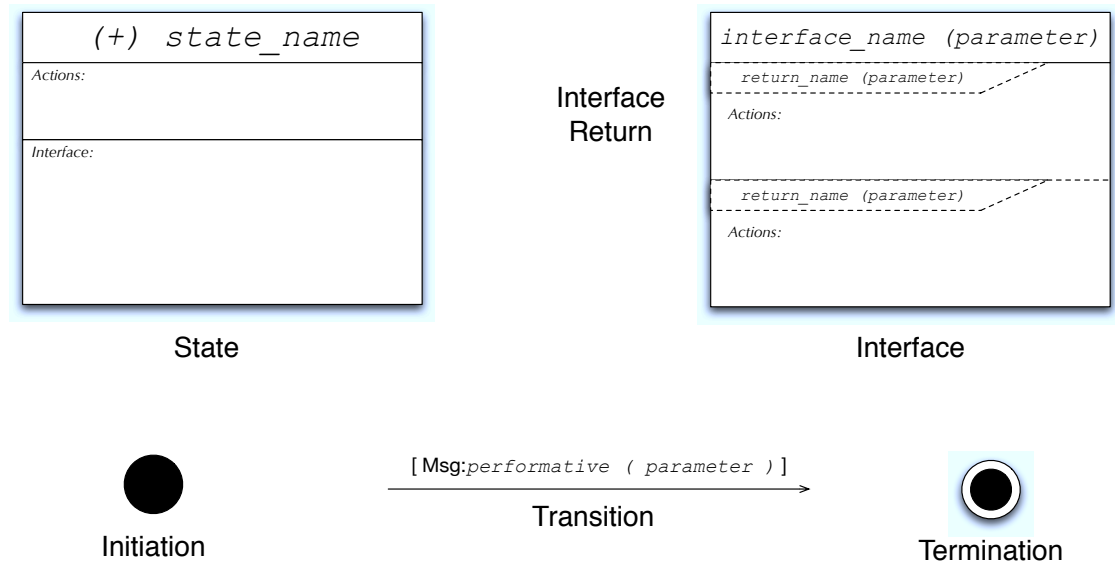 (+) state_name
Actions:
Interface:
State
Interface
Return
interface_name (parameter)
return_name (parameter)
Actions:
return_name (parameter)
Actions:
Interface
Initiation
[ Msg:performative ( parameter ) ]
Transition
Termination